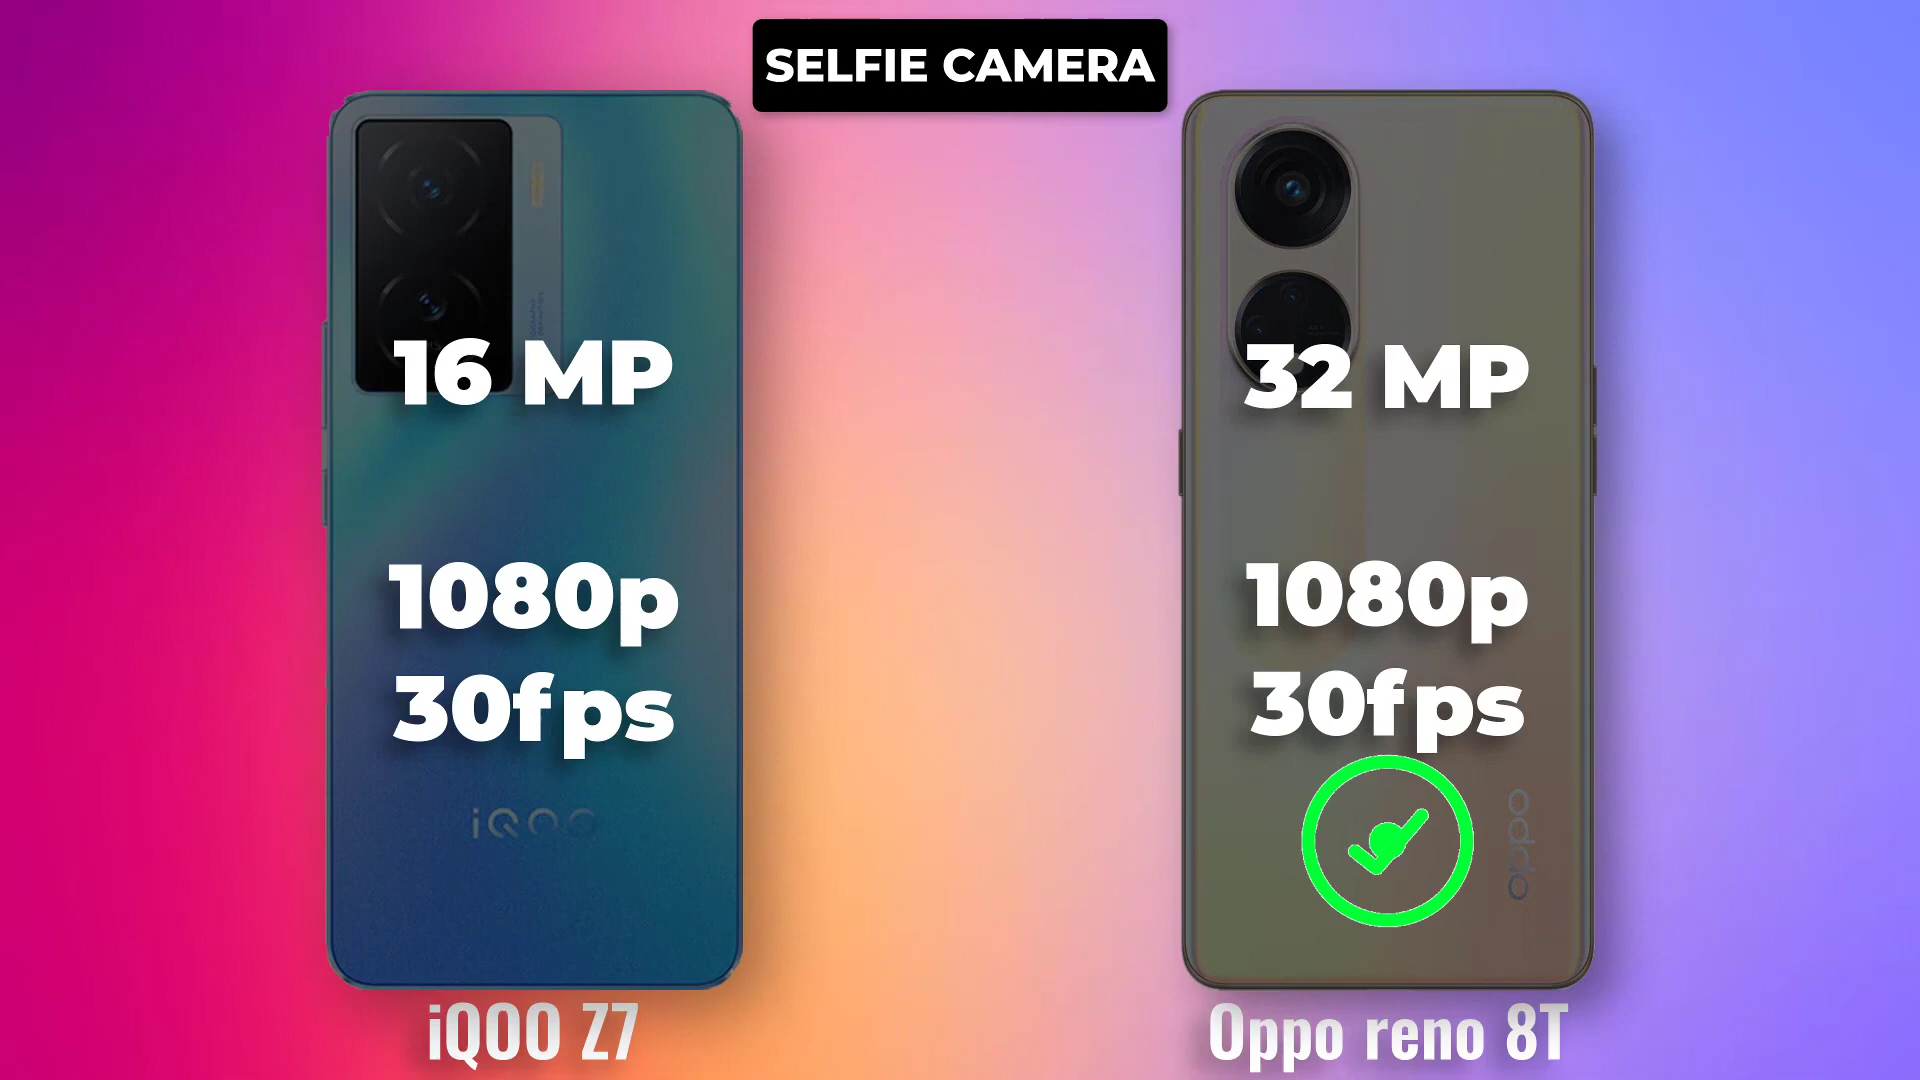 SELFIE CAMERA
16 MP
1080p
30fps
iQOO
iQOO Z7
32 MP
1080p
30fps
oppo
Oppo reno 8T